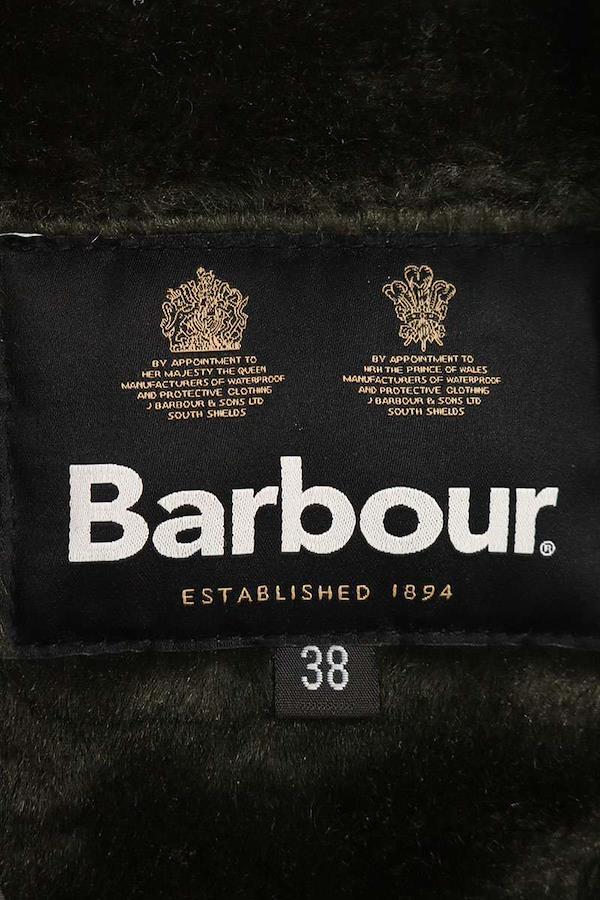 BY APPOINTMENT TO
HER MAJESTY THE QUEEN
MANUFACTURERS OF WATERPROOF
AND PROTECTIVE CLOTHING
J BARBOUR & SONS LTD
SOUTH SHIELDS
BY APPOINTMENT TO
HRH THE PRINCE OF WALES
MANUFACTURERS OF WATERPROOF
AND PROTECTIVE CLOTHING
J BARBOUR & SONS LTD
SOUTH SHIELDS
Barbour®
ESTABLISHED 1894
38